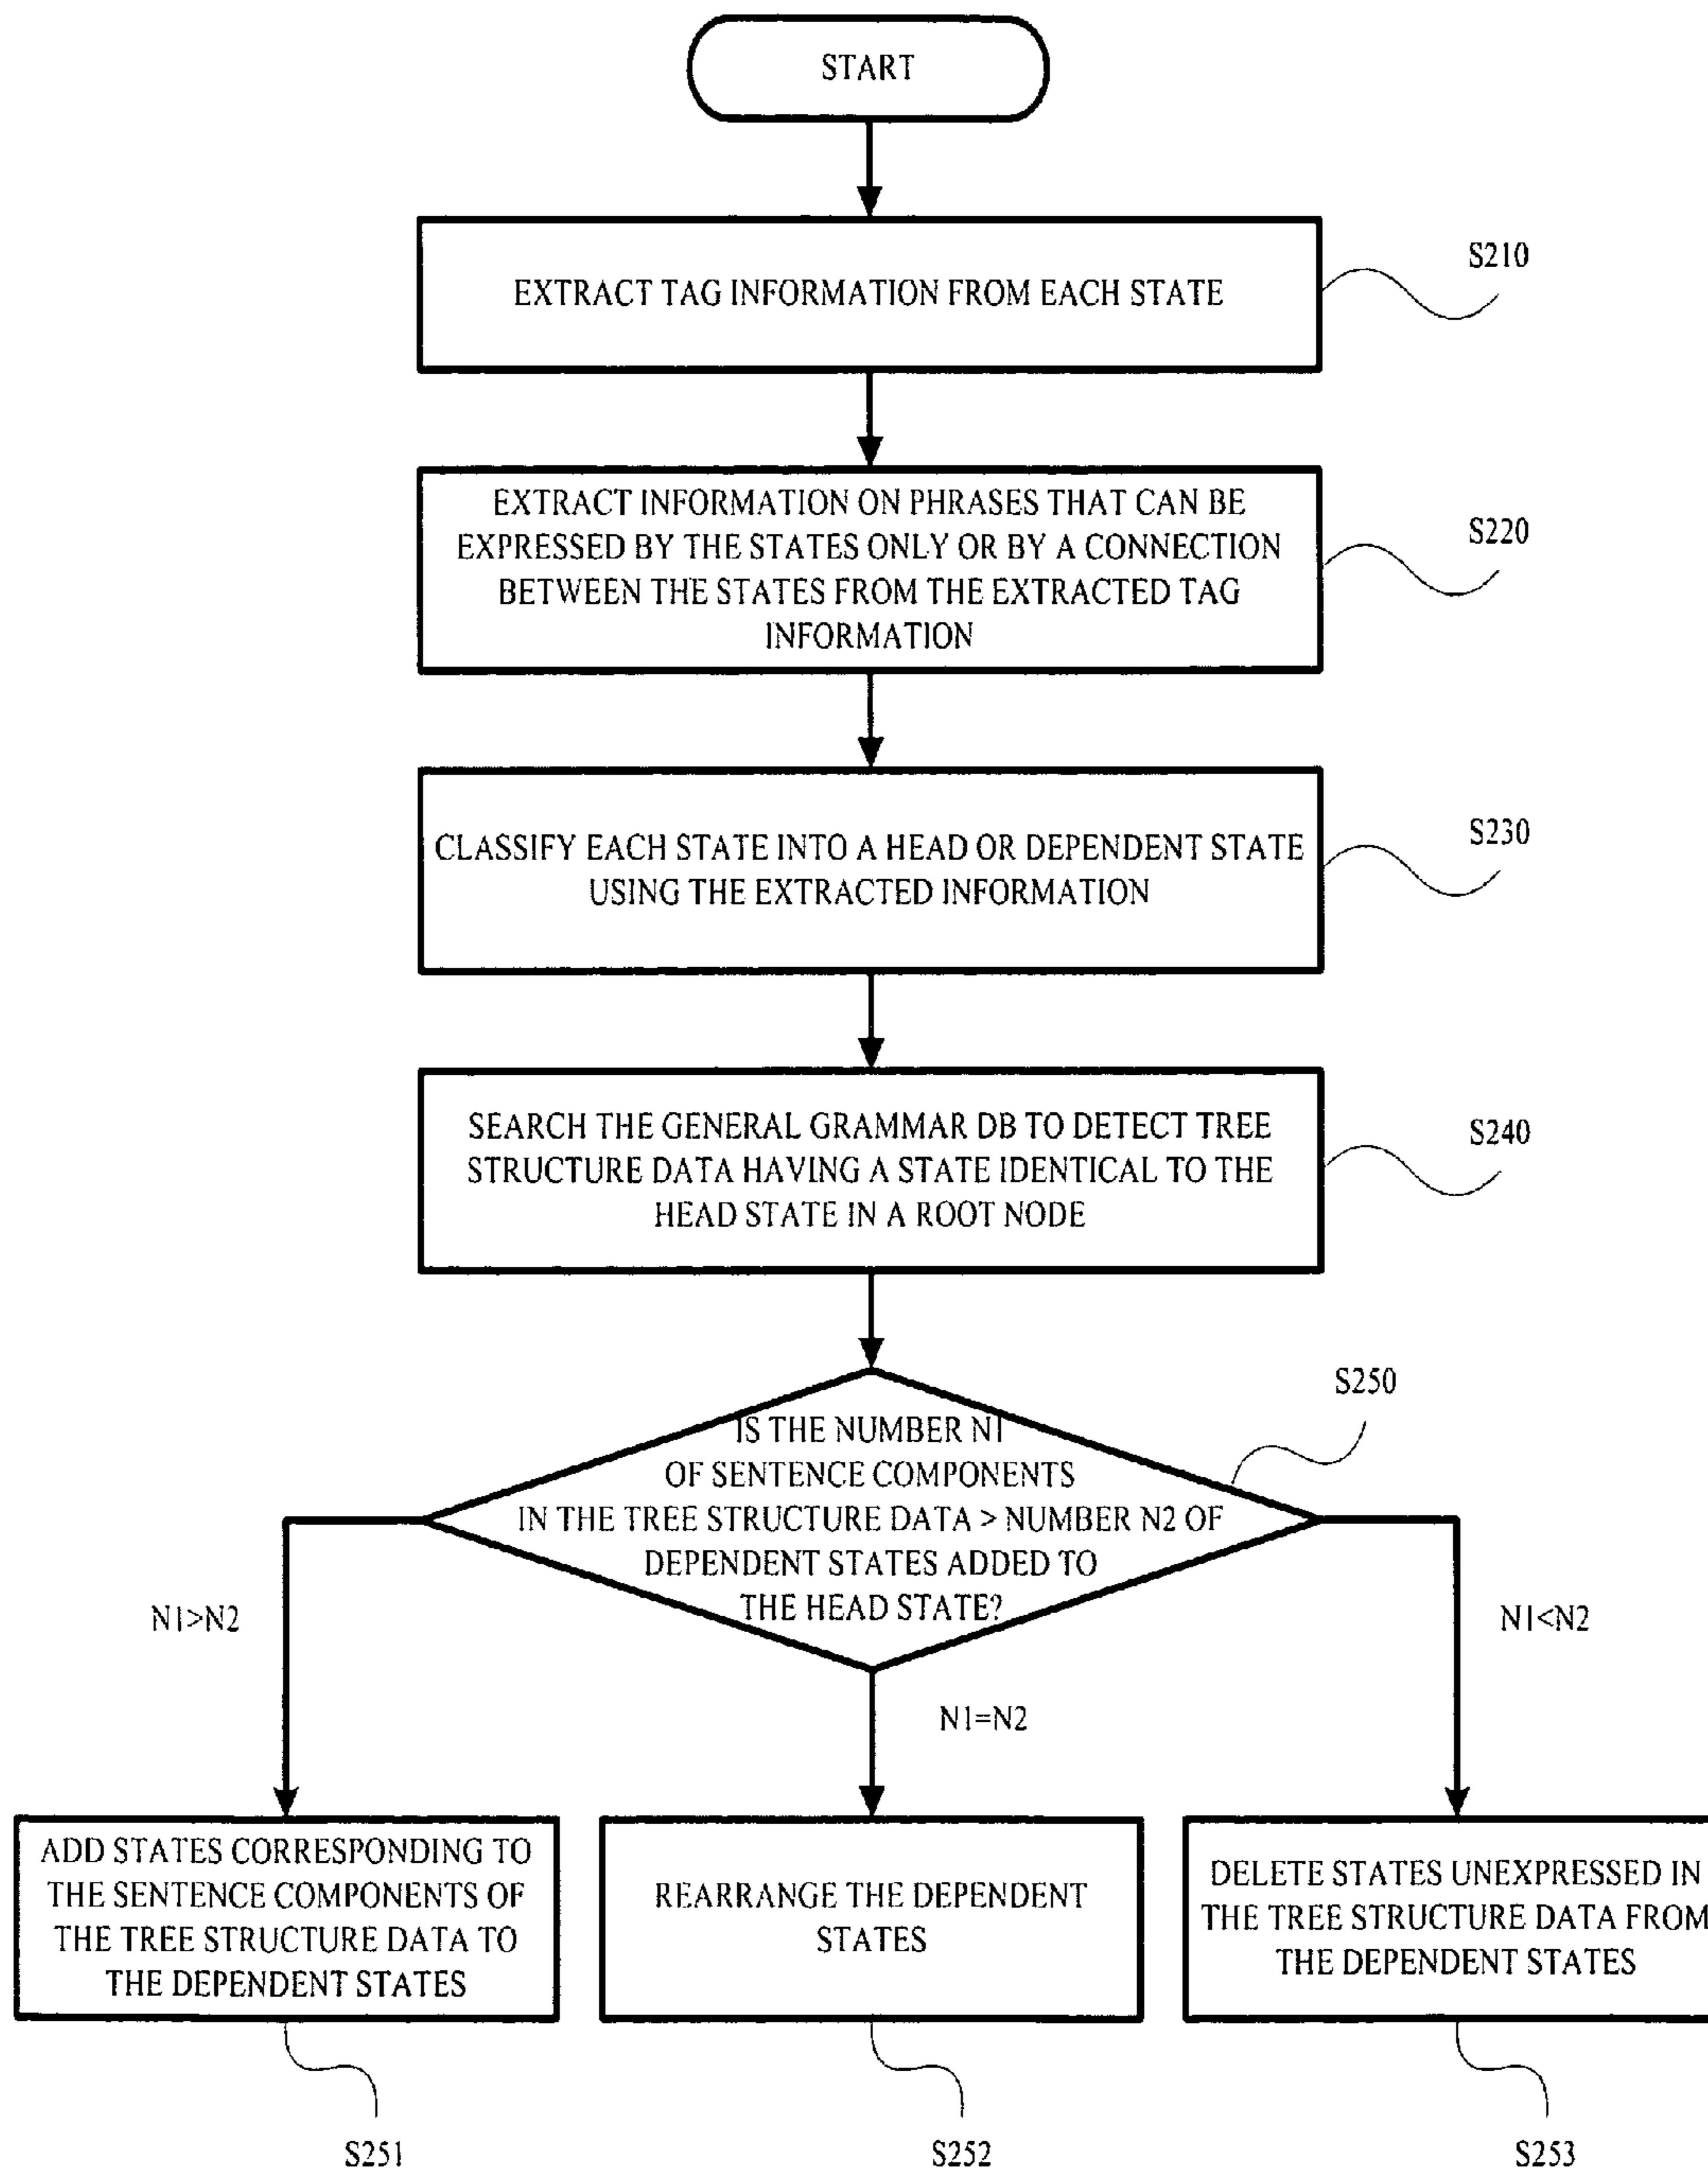 START
EXTRACT TAG INFORMATION FROM EACH STATE
S210
EXTRACT INFORMATION ON PHRASES THAT CAN BE
EXPRESSED BY THE STATES ONLY OR BY A CONNECTION
BETWEEN THE STATES FROM THE EXTRACTED TAG
INFORMATION
S220
CLASSIFY EACH STATE INTO A HEAD OR DEPENDENT STATE
USING THE EXTRACTED INFORMATION
S230
SEARCH THE GENERAL GRAMMAR DB TO DETECT TREE
STRUCTURE DATA HAVING A STATE IDENTICAL TO THE
HEAD STATE IN A ROOT NODE
S240
S250
IS THE NUMBER N1
OF SENTENCE COMPONENTS
IN THE TREE STRUCTURE DATA > NUMBER N2 OF
DEPENDENT STATES ADDED TO
THE HEAD STATE?
N1>N2
N1=N2
N1<N2
ADD STATES CORRESPONDING TO
THE SENTENCE COMPONENTS OF
THE TREE STRUCTURE DATA TO
THE DEPENDENT STATES
REARRANGE THE DEPENDENT
STATES
DELETE STATES UNEXPRESSED IN
THE TREE STRUCTURE DATA FROM
THE DEPENDENT STATES
S251
S252
S253